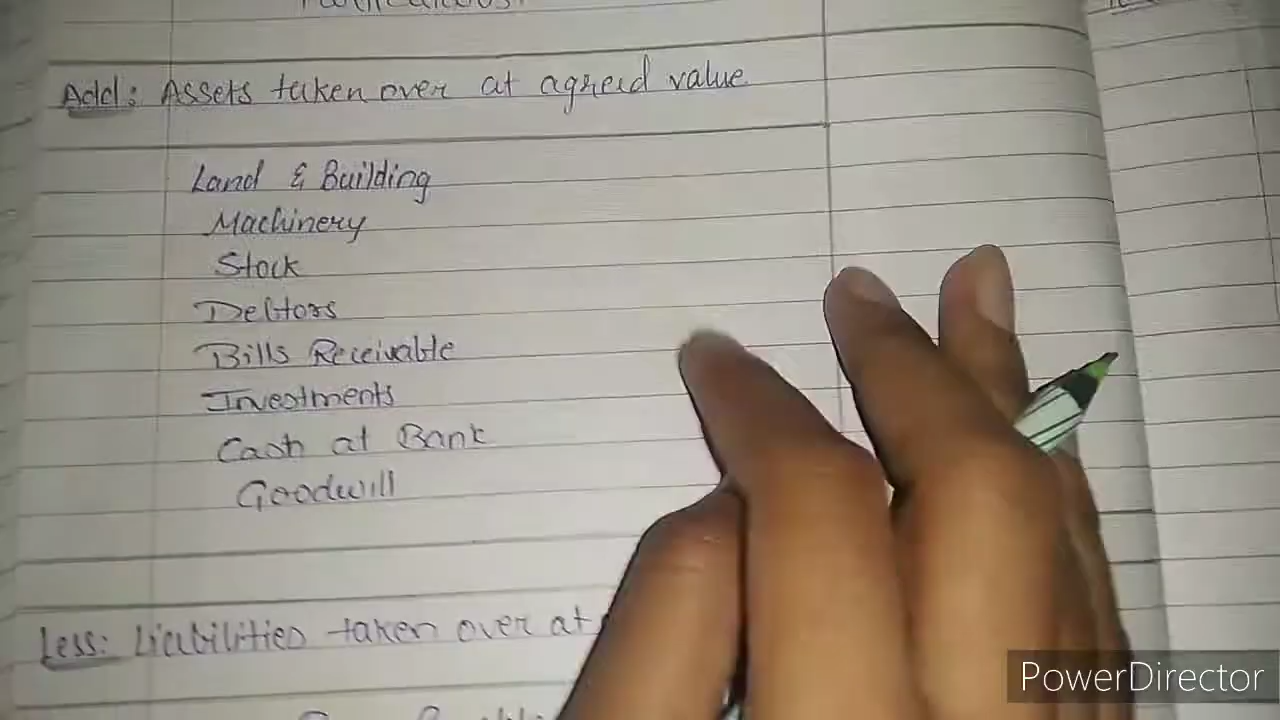 Particulars.
Add: Assets taken over at agreed value
Land & Building
Machinery
Stock
Debtors
Bills Receivable
Investments
Cash at Bank
Goodwill
Less: Liabilities taken over at
PowerDirector